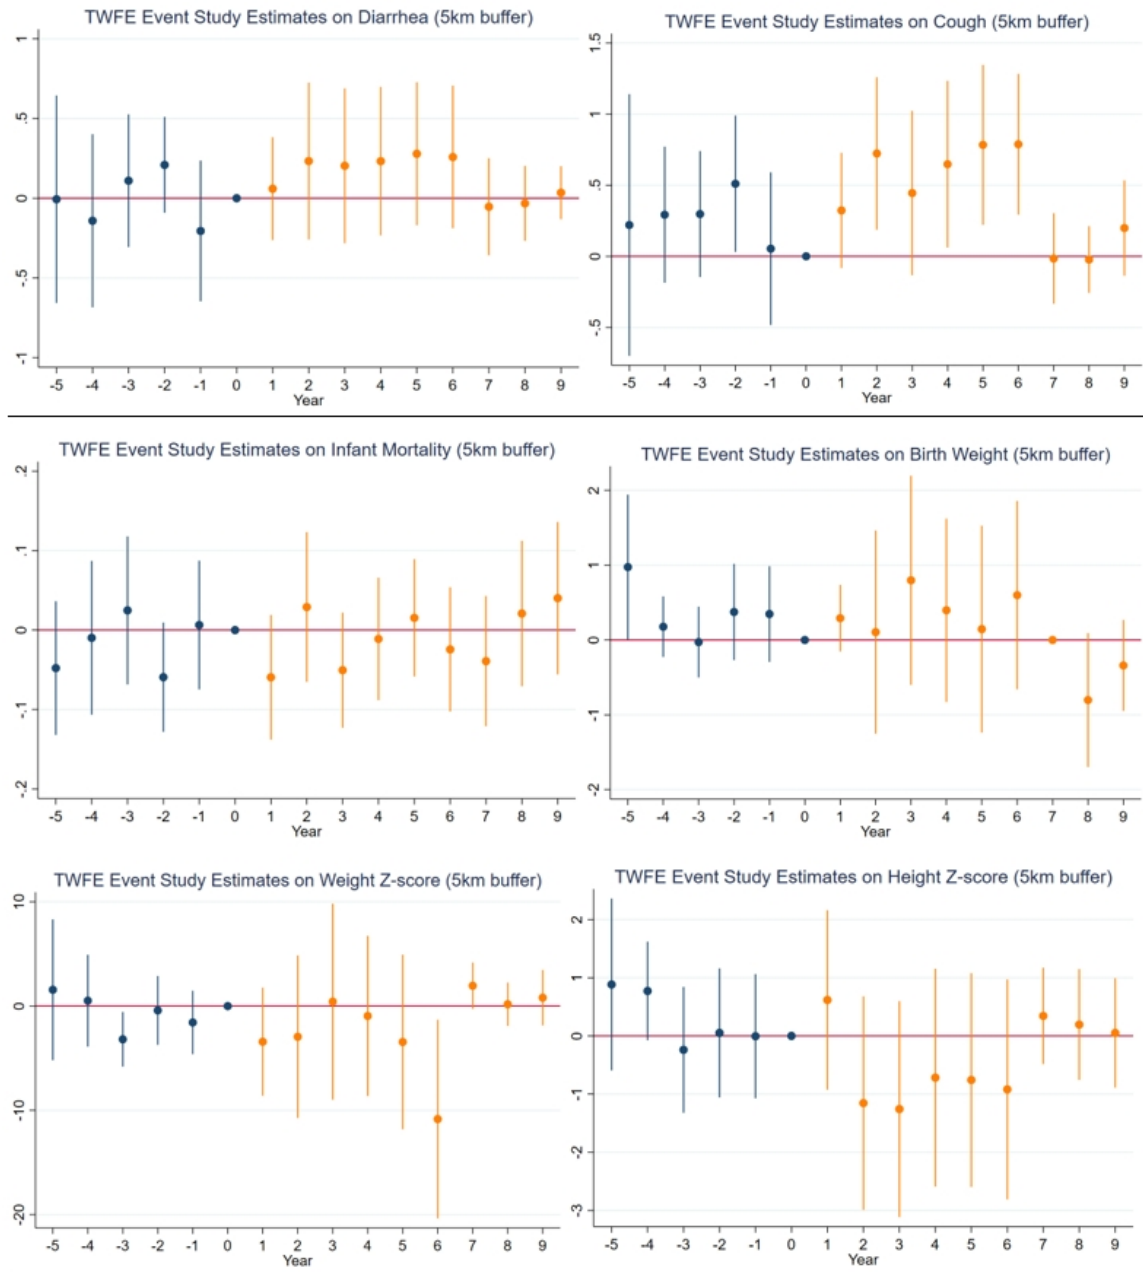 TWFE Event Study Estimates on Diarrhea (5km buffer)
1
.5
0
-.5
-1
-5 -4 -3 -2 -1 0 1 2 3 4 5 6 7 8 9
Year
TWFE Event Study Estimates on Cough (5km buffer)
1.5
1
.5
0
-.5
-5 -4 -3 -2 -1 0 1 2 3 4 5 6 7 8 9
Year
TWFE Event Study Estimates on Infant Mortality (5km buffer)
.2
.1
0
-.1
-.2
-5 -4 -3 -2 -1 0 1 2 3 4 5 6 7 8 9
Year
TWFE Event Study Estimates on Birth Weight (5km buffer)
2
1
0
-1
-2
-5 -4 -3 -2 -1 0 1 2 3 4 5 6 7 8 9
Year
TWFE Event Study Estimates on Weight Z-score (5km buffer)
10
0
-10
-20
-5 -4 -3 -2 -1 0 1 2 3 4 5 6 7 8 9
Year
TWFE Event Study Estimates on Height Z-score (5km buffer)
2
1
0
-1
-2
-3
-5 -4 -3 -2 -1 0 1 2 3 4 5 6 7 8 9
Year